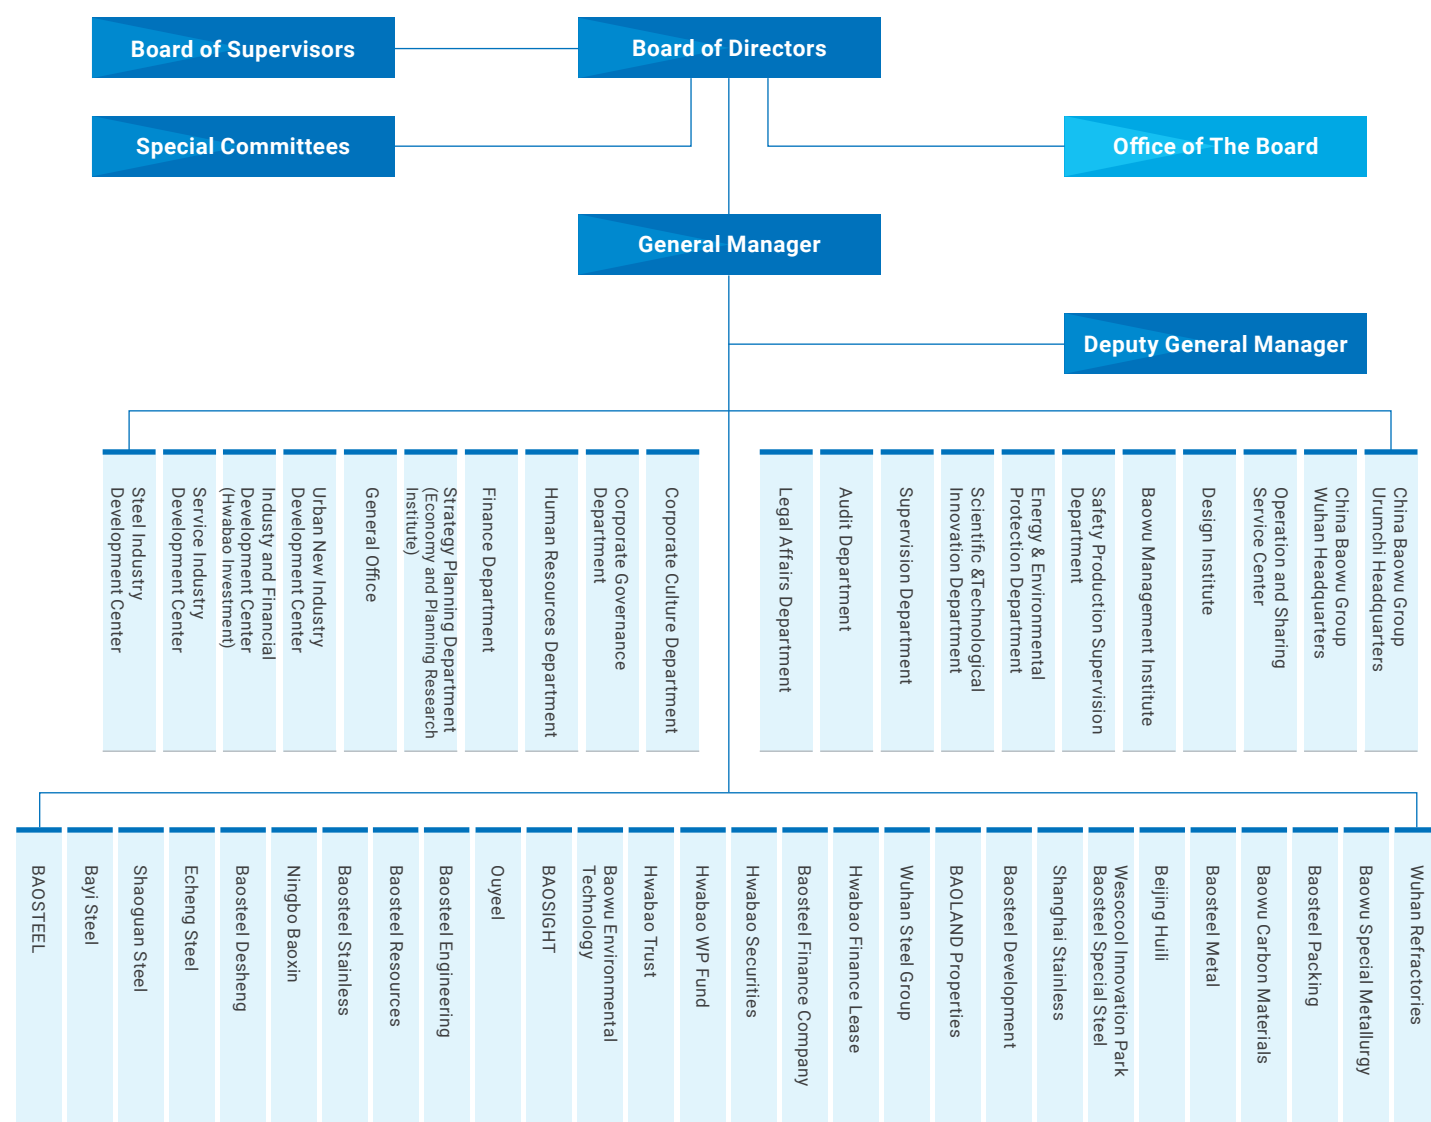 Board of Supervisors
Board of Directors
Special Committees
Office of The Board
General Manager
Deputy General Manager
Steel Industry
Development Center
Service Industry
Development Center
Industy and Financial
Development Center
(Hwabao Investment)
Urban New Industry
Development Center
General Office
Strategy Planning Department
(Economy and Planning Research
Institute)
Finance Department
Human Resources Department
Corporate Governance
Department
Corporate Culture Department
Legal Affairs Department
Audit Department
Supervision Department
Scientific &Technological
Innovation Department
Energy & Environmental
Protection Department
Safety Production Supervision
Department
Baowu Management Institute
Design Institute
Operation and Sharing
Service Center
China Baowu Group
Wuhan Headquarters
China Baowu Group
Urumchi Headquarters
BAOSTEEL
Bayi Steel
Shaoguan Steel
Echeng Steel
Baosteel Desheng
Ningbo Baoxin
Baosteel Stainless
Baosteel Resources
Baosteel Engineering
Ouyeel
BAOSIGHT
Baowu Environmental
Technology
Hwabao Trust
Hwabao WP Fund
Hwabao Securities
Baosteel Finance Company
Hwabao Finance Lease
Wuhan Steel Group
BAOLAND Properties
Baosteel Development
Shanghai Stainless
Wesocool Innovation Park
Baosteel Special Steel
Beijing Huili
Baosteel Metal
Baowu Carbon Materials
Baosteel Packing
Baowu Special Metallurgy
Wuhan Refractories